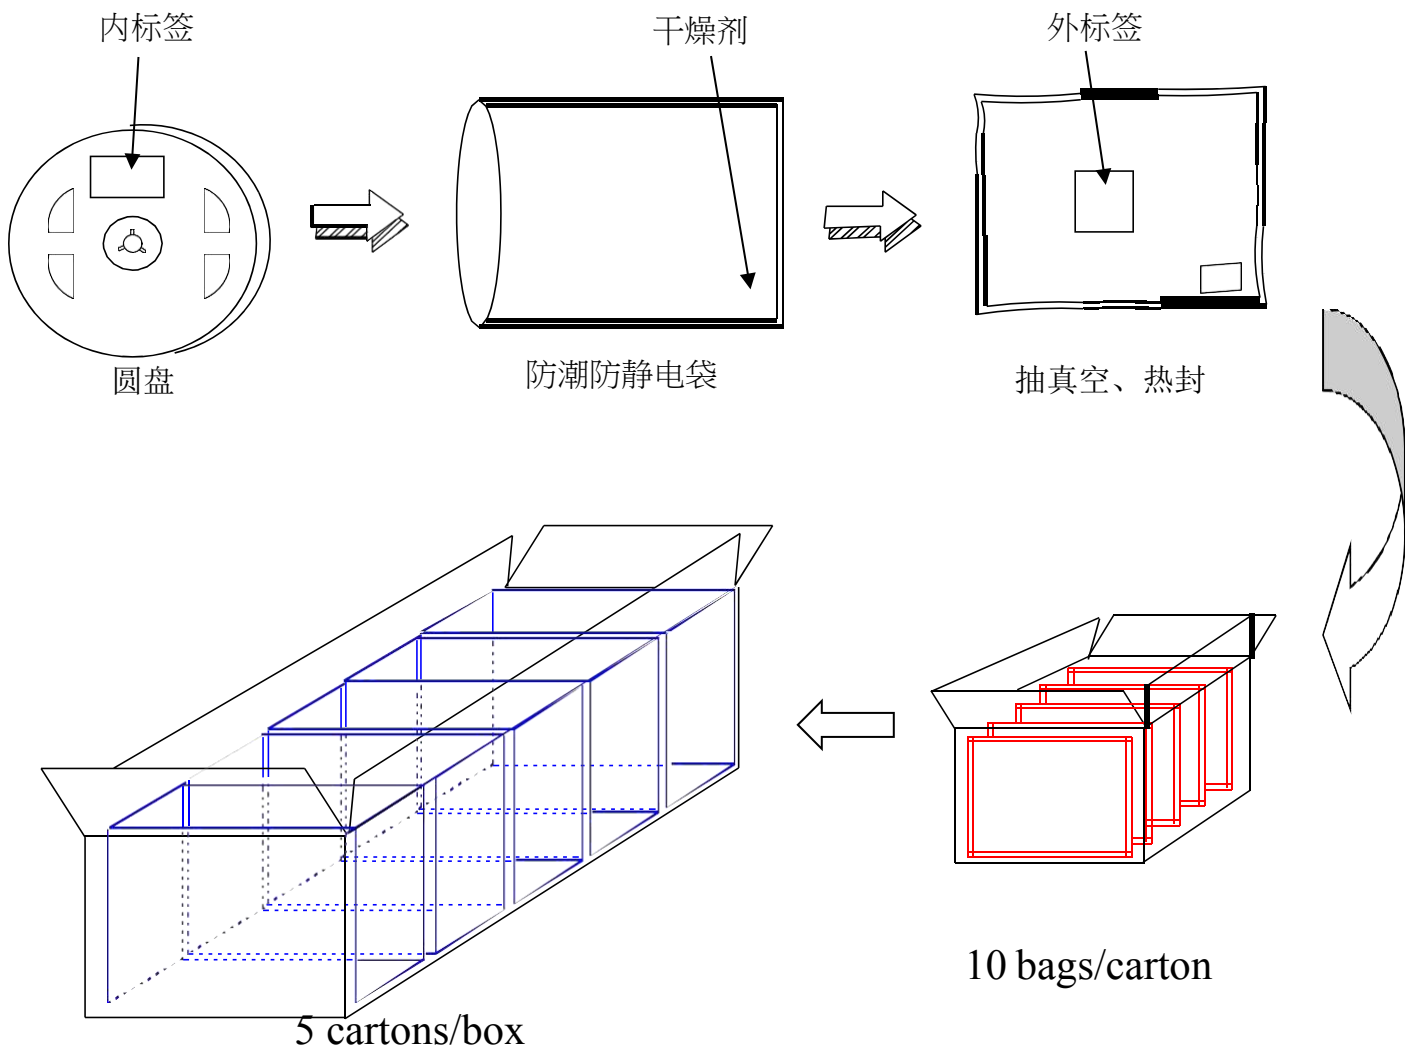 内标签
干燥剂
外标签
圆盘
防潮防静电袋
抽真空、热封
10 bags/carton
5 cartons/box